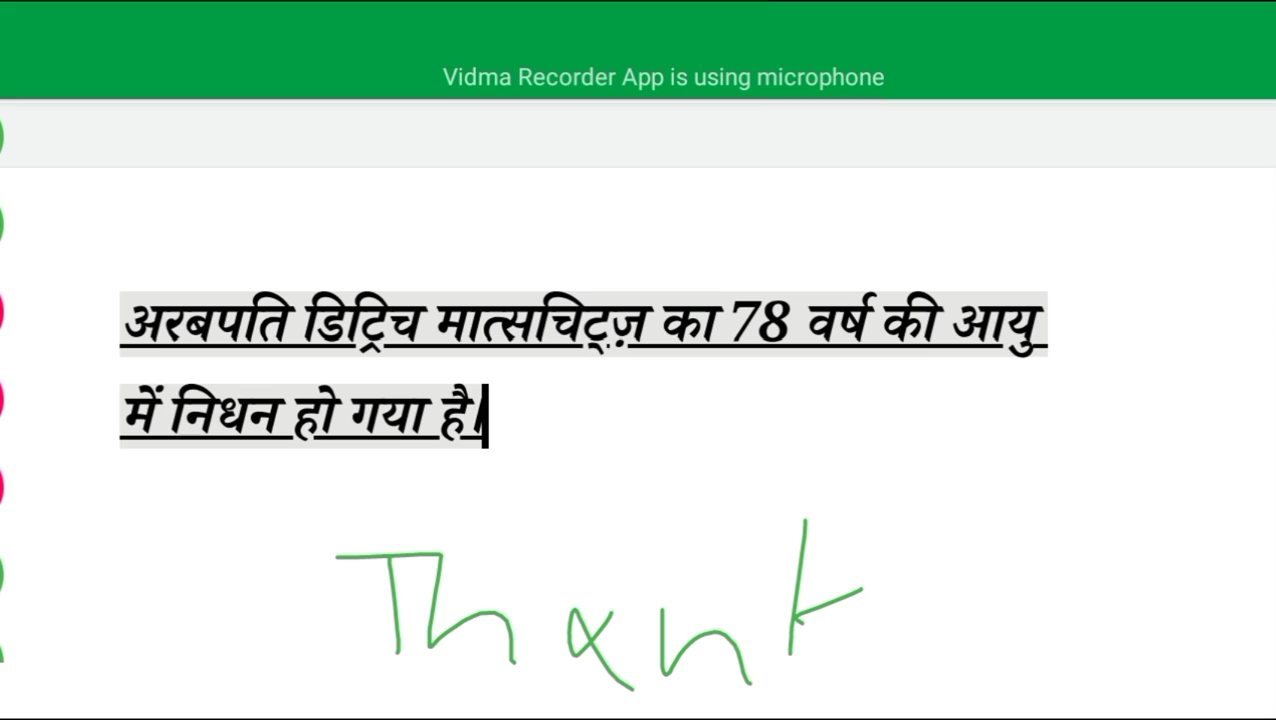 Vidma Recorder App is using microphone
अरबपति डिट्रिच मात्सचिट्ज़ का 78 वर्ष की आयु
में निधन हो गया है।
Thank